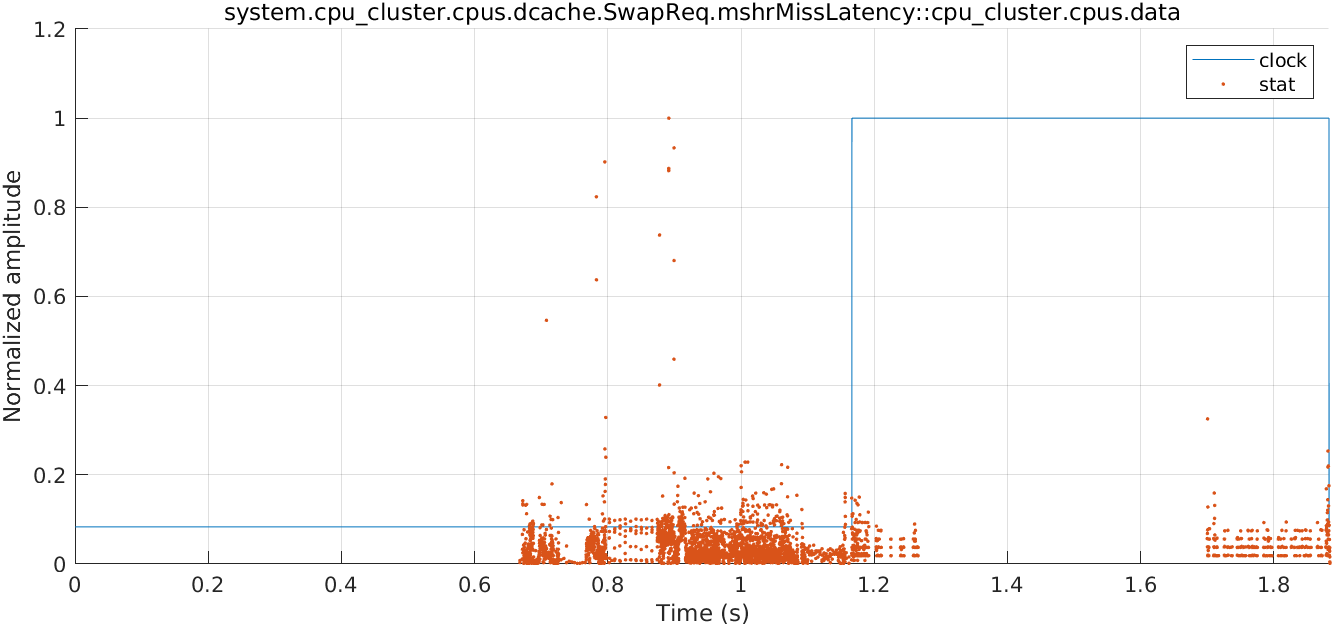 system.cpu_cluster.cpus.dcache.SwapReq.mshrMissLatency::cpu_cluster.cpus.data
1.2
clock
stat
1
0.8
0.6
0.4
0.2
0
Normalized amplitude
0 0.2 0.4 0.6 0.8 1 1.2 1.4 1.6 1.8
Time (s)